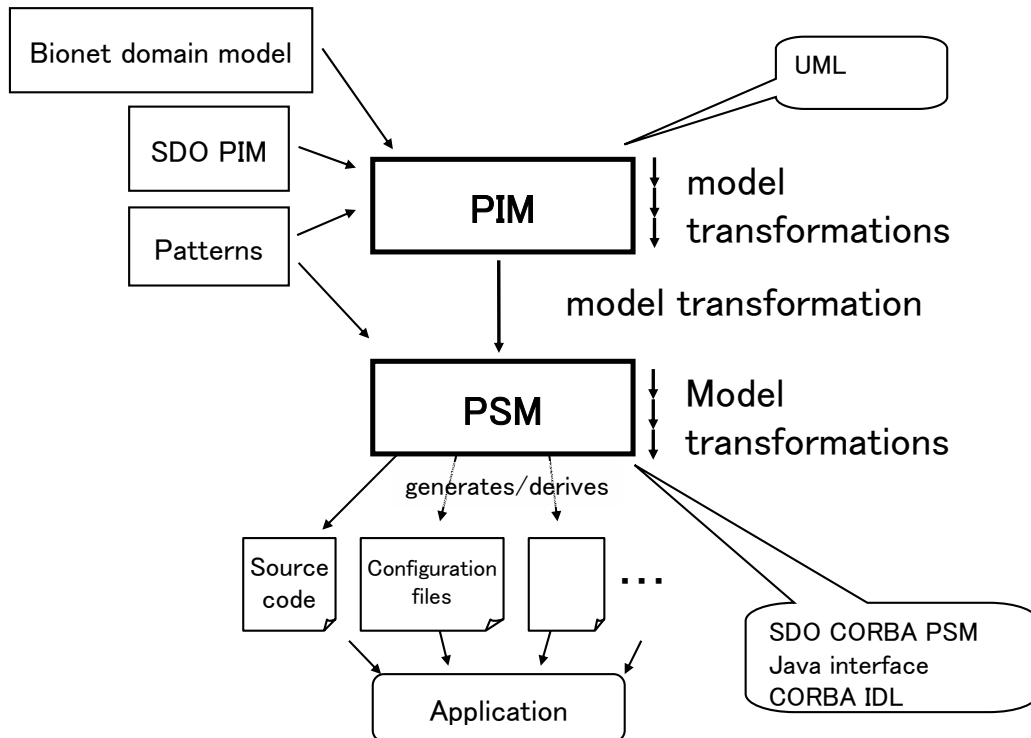 Bionet domain model
UML
SDO PIM
PIM
model
transformations
Patterns
model transformation
PSM
Model
transformations
generates/derives
Source
code
Configuration
files
...
SDO CORBA PSM
Java interface
CORBA IDL
Application